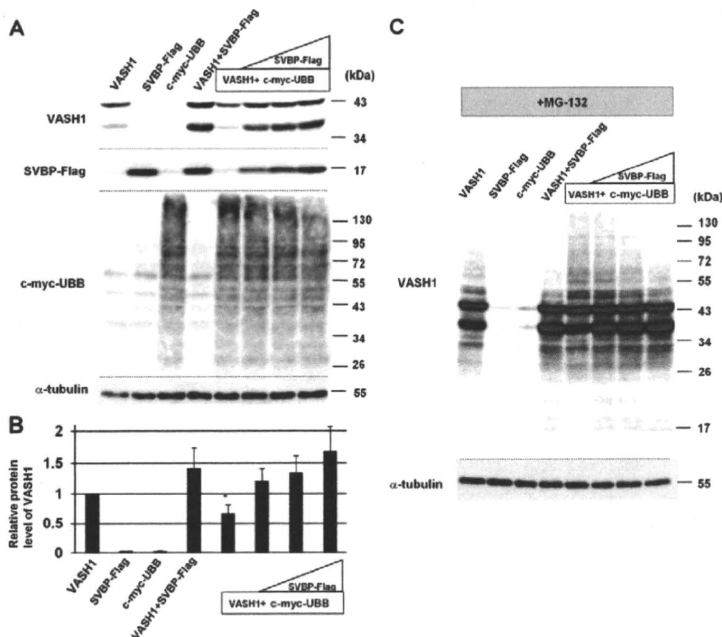 A
VASH1
SVBP-Flag
c-myc-UBB
VASH1+SVBP-Flag
SVBP-Flag
VASH1+ c-myc-UBB
(kDa)
VASH1
43
34
SVBP-Flag
17
c-myc-UBB
130
95
72
55
43
34
26
α-tubulin
55
B
Relative protein
level of VASH1
2
1.5
1
0.5
0
*
VASH1
SVBP-Flag
c-myc-UBB
VASH1+SVBP-Flag
SVBP-Flag
VASH1+ c-myc-UBB
C
+MG-132
VASH1
SVBP-Flag
c-myc-UBB
VASH1+SVBP-Flag
SVBP-Flag
VASH1+ c-myc-UBB
(kDa)
VASH1
130
95
72
55
43
34
26
17
α-tubulin
55